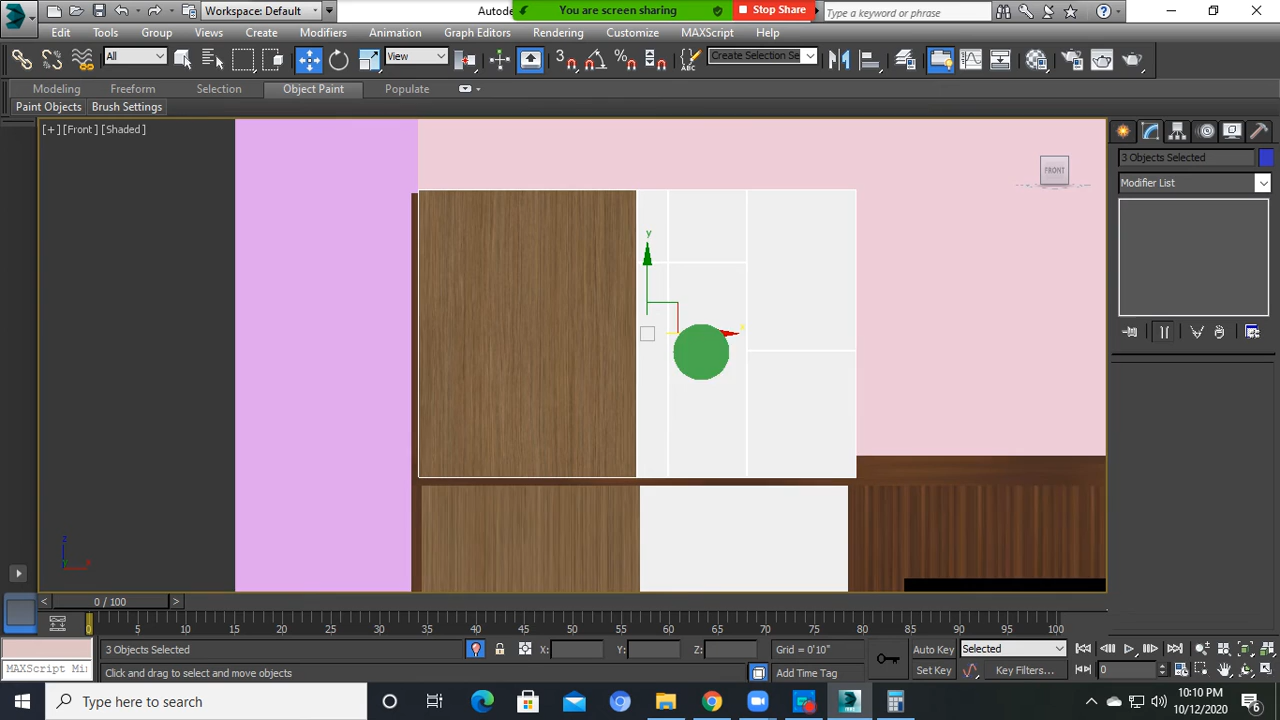 Workspace: Default
Autodes
You are screen sharing
Stop Share
Type a keyword or phrase
Edit Tools Group Views Create Modifiers Animation Graph Editors Rendering Customize MAXScript Help
All
View
3
Create Selection Se
Modeling Freeform Selection Object Paint Populate
Paint Objects Brush Settings
[+] [Front] [Shaded]
FRONT
3 Objects Selected
Modifier List
y
x
z
x
0 / 100
0 5 10 15 20 25 30 35 40 45 50 55 60 65 70 75 80 85 90 95 100
3 Objects Selected
X: Y: Z:
Grid = 0'10"
Auto Key
Selected
MAXScript Mi
Click and drag to select and move objects
Add Time Tag
Set Key
Key Filters...
0
Type here to search
10:10 PM
10/12/2020
6